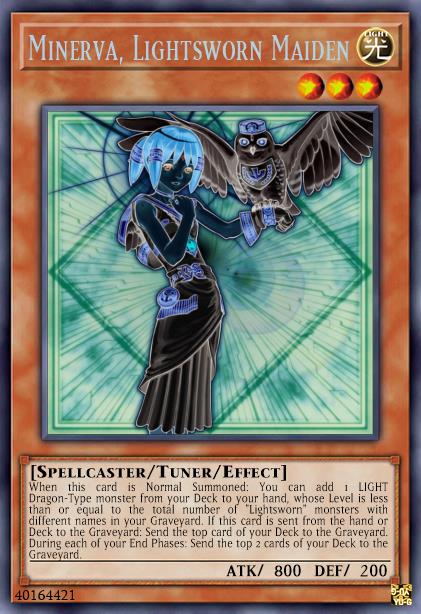 Minerva, Lightsworn Maiden
LIGHT
光
[Spellcaster/Tuner/Effect]
When this card is Normal Summoned: You can add 1 LIGHT
Dragon-Type monster from your Deck to your hand, whose Level is less
than or equal to the total number of "Lightsworn" monsters with
different names in your Graveyard. If this card is sent from the hand or
Deck to the Graveyard: Send the top card of your Deck to the Graveyard.
During each of your End Phases: Send the top 2 cards of your Deck to the
Graveyard.
ATK/ 800 DEF/ 200
40164421